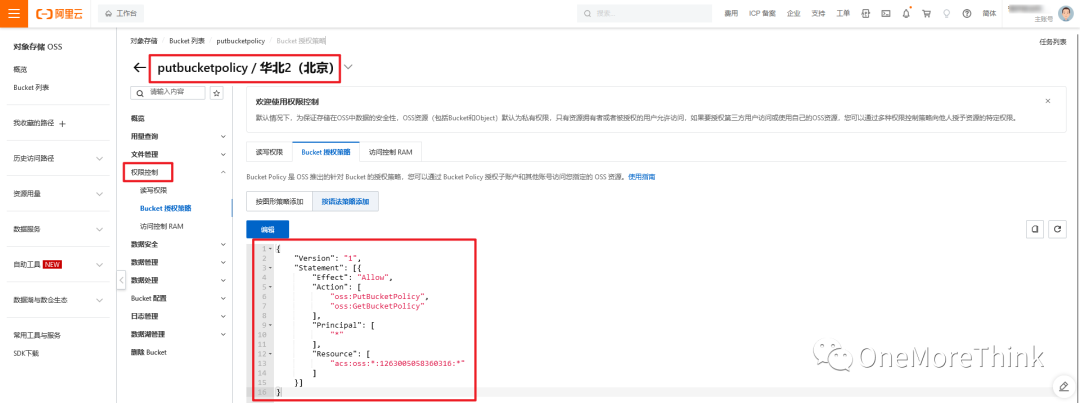 阿里云 工作台 搜索... 费用 ICP 备案 企业 支持 工单 简体
主账号
对象存储 OSS
概览
Bucket 列表
我收藏的路径
历史访问路径
资源用量
数据服务
自助工具 NEW
数据湖与数仓生态
常用工具与服务
SDK下载
对象存储 / Bucket 列表 / putbucketpolicy / Bucket 授权策略
任务列表
putbucketpolicy / 华北2（北京）
请输入内容
概览
用量查询
文件管理
权限控制
读写权限
Bucket 授权策略
访问控制 RAM
数据安全
数据管理
数据处理
Bucket 配置
日志管理
数据湖管理
删除 Bucket
欢迎使用权限控制
默认情况下，为保证存储在OSS中数据的安全性，OSS资源（包括Bucket和Object）默认为私有权限，只有资源拥有者或者被授权的用户允许访问，如果要授权第三方用户访问或使用自己的OSS资源，您可以通过多种权限控制策略向他人授予资源的特定权限。
读写权限 Bucket 授权策略 访问控制 RAM
Bucket Policy 是 OSS 推出的针对 Bucket 的授权策略，您可以通过 Bucket Policy 授权子账户和其他账号访问您指定的 OSS 资源。使用指南
按图形策略添加 按语法策略添加
编辑
1 {
2 "Version": "1",
3 "Statement": [{
4 "Effect": "Allow",
5 "Action": [
6 "oss:PutBucketPolicy",
7 "oss:GetBucketPolicy"
8 ],
9 "Principal": [
10 "*"
11 ],
12 "Resource": [
13 "acs:oss:*:1263005058360316:*"
14 ]
15 }]
16 }
OneMoreThink